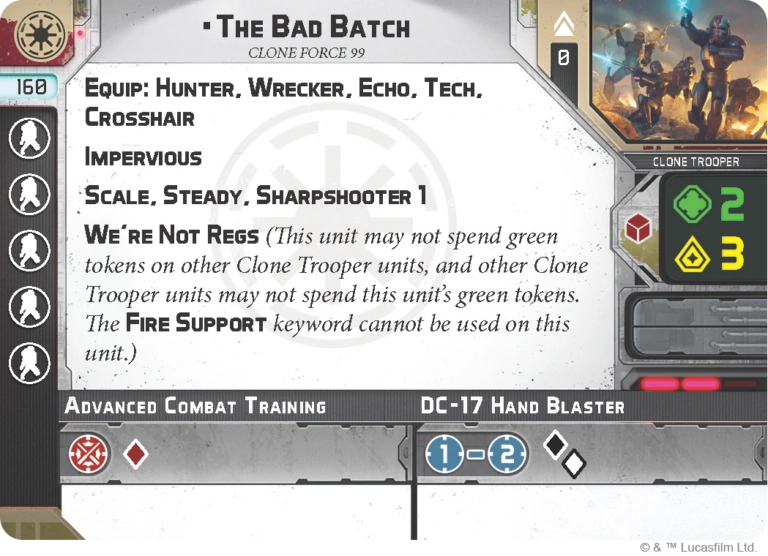 ▪ The Bad Batch
CLONE FORCE 99
0
160
Equip: Hunter, Wrecker, Echo, Tech,
Crosshair
Impervious
Scale, Steady, Sharpshooter 1
We're Not Regs (This unit may not spend green
tokens on other Clone Trooper units, and other Clone
Trooper units may not spend this unit's green tokens.
The Fire Support keyword cannot be used on this
unit.)
CLONE TROOPER
2
3
Advanced Combat Training
DC-17 Hand Blaster
1 - 2
© & ™ Lucasfilm Ltd.